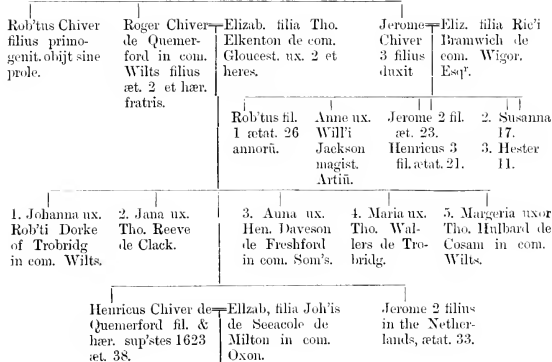 Rob'tus Chiver
filius primo-
genit. obijt sine
prole.
Roger Chiver
de Quemer-
ford in com.
Wilts filius
æt. 2 et hær.
fratris.
Elizab. filia Tho.
Elkenton de com.
Gloucest. ux. 2 et
heres.
Jerome
Chiver
3 filius
duxit
Eliz. filia Ric'i
Bramwich de
com. Wigor.
Esqr.
Rob'tus fil.
1 ætat. 26
annorū.
Anne ux.
Will'i
Jackson
magist.
Artiū.
Jerome 2 fil.
æt. 23.
Henricus 3
fil. ætat. 21.
2. Susanna
17.
3. Hester
11.
1. Johanna ux.
Rob'ti Dorke
of Trobridg
in com. Wilts.
2. Jana ux.
Tho. Reeve
de Clack.
3. Anna ux.
Hen. Daveson
de Freshford
in com. Som's.
4. Maria ux.
Tho. Wal-
lers de Tro-
bridg.
5. Margeria uxor
Tho. Hulbard de
Cosam in com.
Wilts.
Henricus Chiver de
Quemerford fil. &
hær. sup'stes 1623
æt. 38.
Elizab, filia Joh'is
de Seeacole de
Milton in com.
Oxon.
Jerome 2 filius
in the Nether-
lands, ætat. 33.